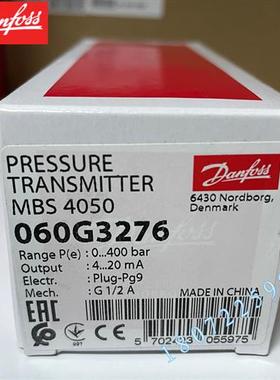 Danfoss
PRESSURE
TRANSMITTER
MBS 4050
060G3276
Danfoss
6430 Nordborg,
Denmark
Range P(e) : 0...400 bar
Output : 4...20 mA
Electr. : Plug-Pg9
Mech. : G 1/2 A
MADE IN CHINA